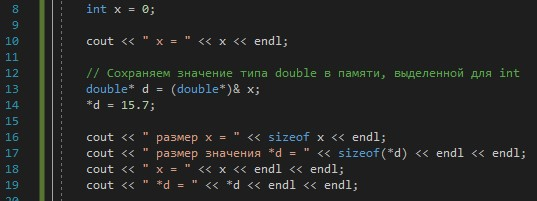 8 int x = 0;
9
10 cout << " x = " << x << endl;
11
12 // Сохраняем значение типа double в памяти, выделенной для int
13 double* d = (double*)& x;
14 *d = 15.7;
15
16 cout << " размер x = " << sizeof x << endl;
17 cout << " размер значения *d = " << sizeof(*d) << endl << endl;
18 cout << " x = " << x << endl << endl;
19 cout << " *d = " << *d << endl << endl;